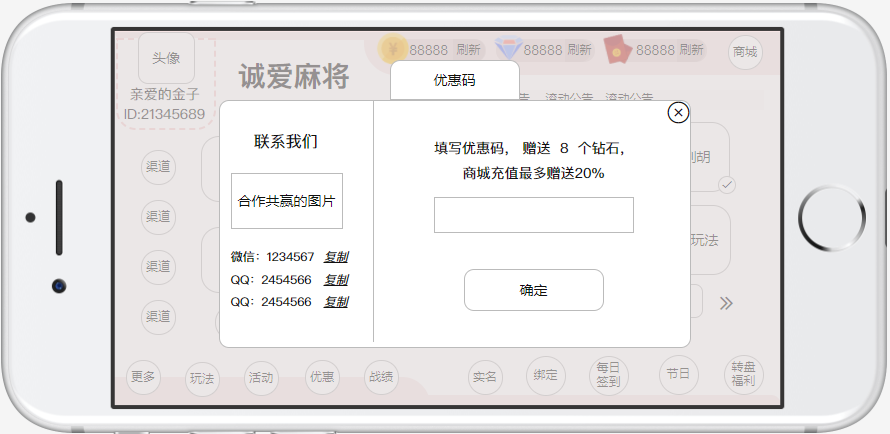 头像
亲爱的金子
ID:21345689
诚爱麻将
88888 刷新
88888 刷新
88888 刷新
商城
优惠码
滚动公告 滚动公告
联系我们
合作共赢的图片
微信：1234567 复制
QQ：2454566 复制
QQ：2454566 复制
填写优惠码， 赠送 8 个钻石，
商城充值最多赠送20%
确定
渠道
渠道
渠道
渠道
胡
玩法
更多
玩法
活动
优惠
战绩
实名
绑定
每日
签到
节日
转盘
福利